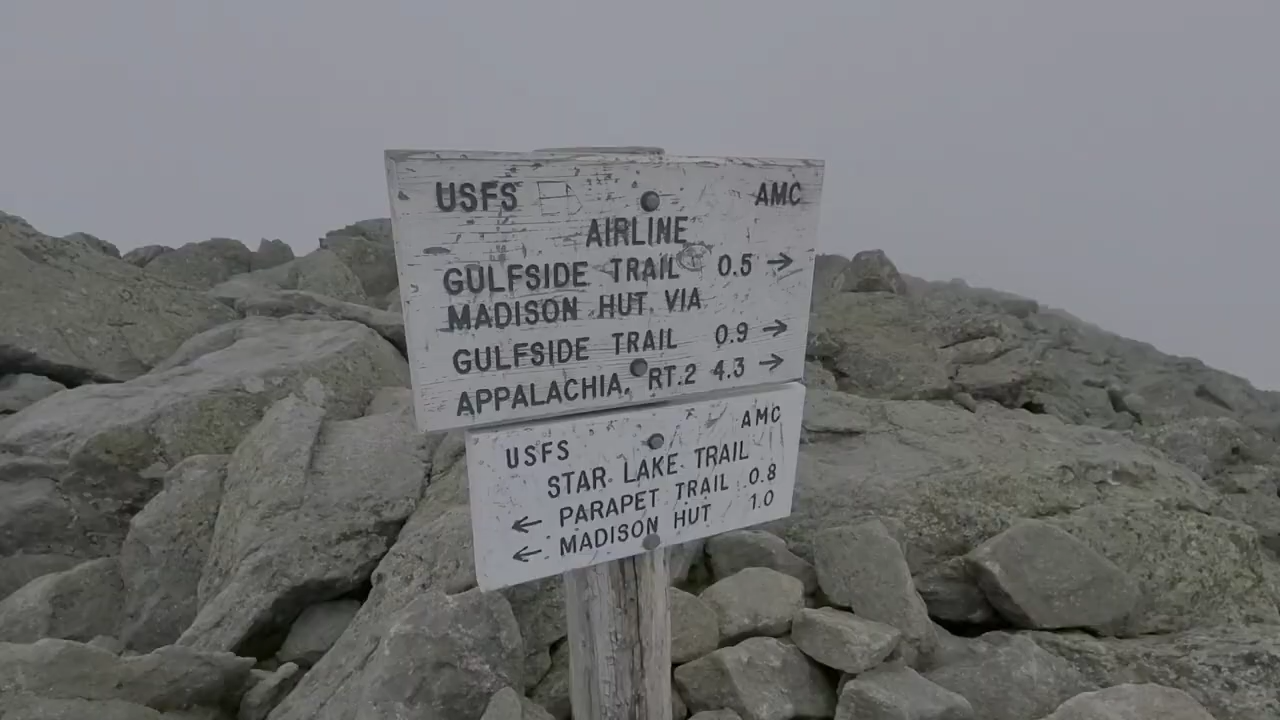 USFS AMC
AIRLINE
GULFSIDE TRAIL 0.5 →
MADISON HUT VIA
GULFSIDE TRAIL 0.9 →
APPALACHIA, RT.2 4.3 →
USFS AMC
STAR LAKE TRAIL
← PARAPET TRAIL 0.8
← MADISON HUT 1.0